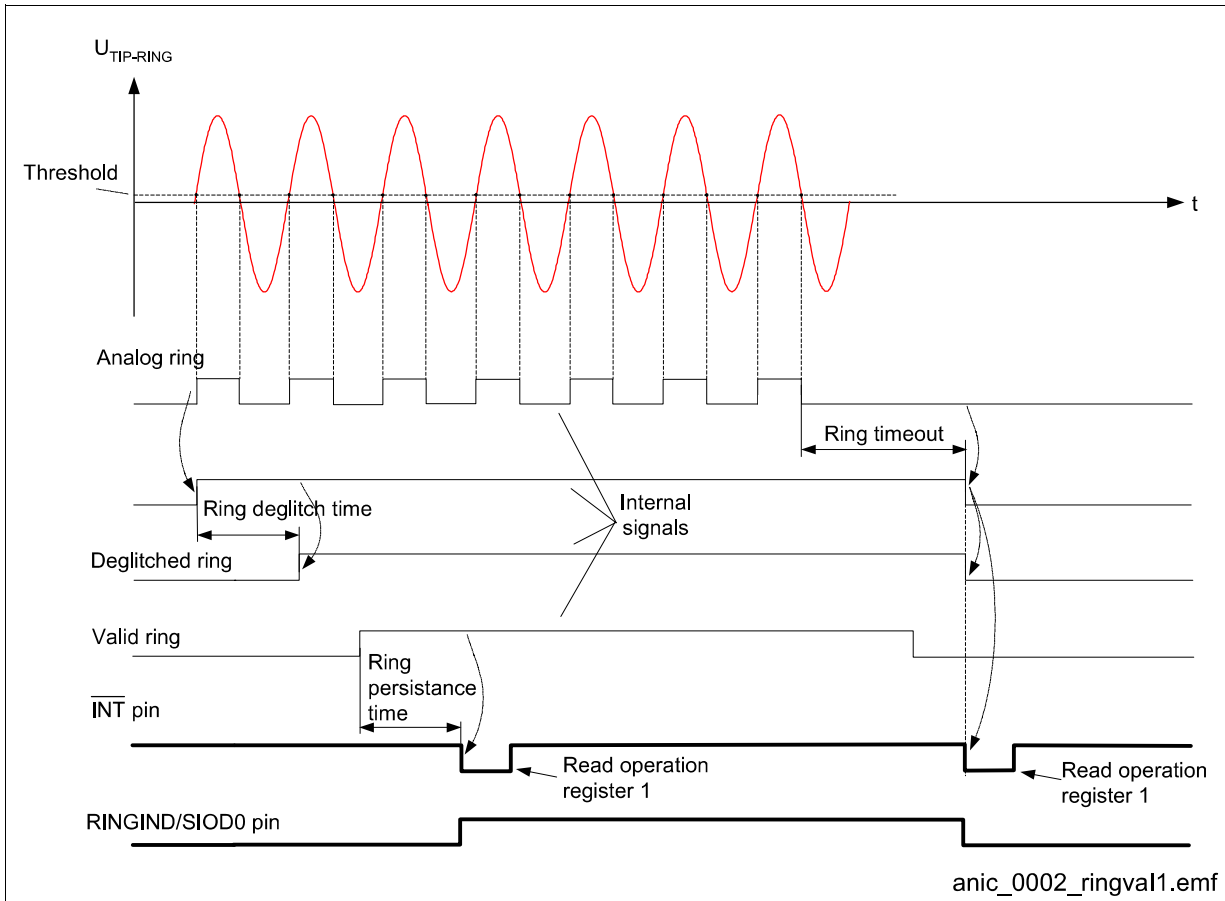 U_TIP-RING
Threshold
t
Analog ring
Ring timeout
Ring deglitch time
Internal
signals
Deglitched ring
Valid ring
Ring
persistance
time
INT pin
Read operation
register 1
Read operation
register 1
RINGIND/SIOD0 pin
anic_0002_ringval1.emf